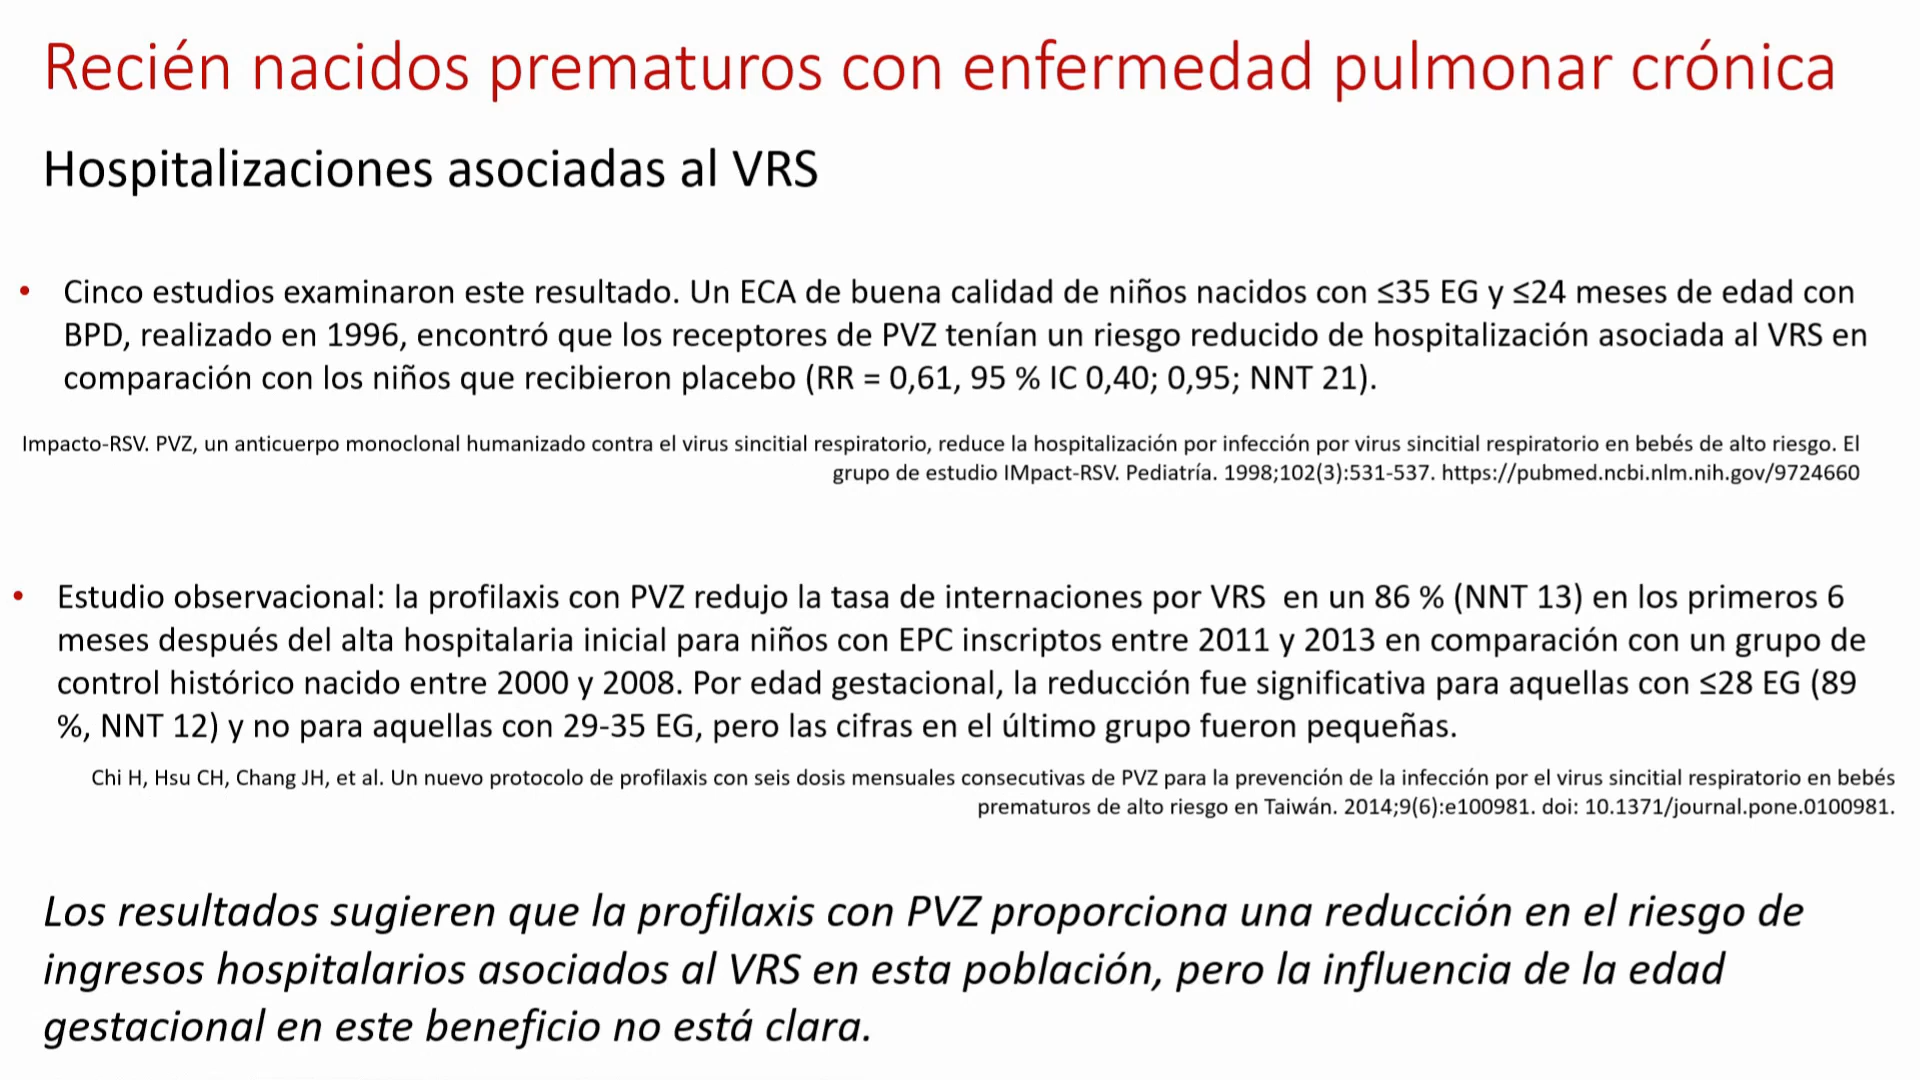 Recién nacidos prematuros con enfermedad pulmonar crónica
Hospitalizaciones asociadas al VRS
• Cinco estudios examinaron este resultado. Un ECA de buena calidad de niños nacidos con ≤35 EG y ≤24 meses de edad con
BPD, realizado en 1996, encontró que los receptores de PVZ tenían un riesgo reducido de hospitalización asociada al VRS en
comparación con los niños que recibieron placebo (RR = 0,61, 95 % IC 0,40; 0,95; NNT 21).
Impacto-RSV. PVZ, un anticuerpo monoclonal humanizado contra el virus sincitial respiratorio, reduce la hospitalización por infección por virus sincitial respiratorio en bebés de alto riesgo. El
grupo de estudio IMpact-RSV. Pediatría. 1998;102(3):531-537. https://pubmed.ncbi.nlm.nih.gov/9724660
• Estudio observacional: la profilaxis con PVZ redujo la tasa de internaciones por VRS  en un 86 % (NNT 13) en los primeros 6
meses después del alta hospitalaria inicial para niños con EPC inscriptos entre 2011 y 2013 en comparación con un grupo de
control histórico nacido entre 2000 y 2008. Por edad gestacional, la reducción fue significativa para aquellas con ≤28 EG (89
%, NNT 12) y no para aquellas con 29-35 EG, pero las cifras en el último grupo fueron pequeñas.
Chi H, Hsu CH, Chang JH, et al. Un nuevo protocolo de profilaxis con seis dosis mensuales consecutivas de PVZ para la prevención de la infección por el virus sincitial respiratorio en bebés
prematuros de alto riesgo en Taiwán. 2014;9(6):e100981. doi: 10.1371/journal.pone.0100981.
Los resultados sugieren que la profilaxis con PVZ proporciona una reducción en el riesgo de
ingresos hospitalarios asociados al VRS en esta población, pero la influencia de la edad
gestacional en este beneficio no está clara.